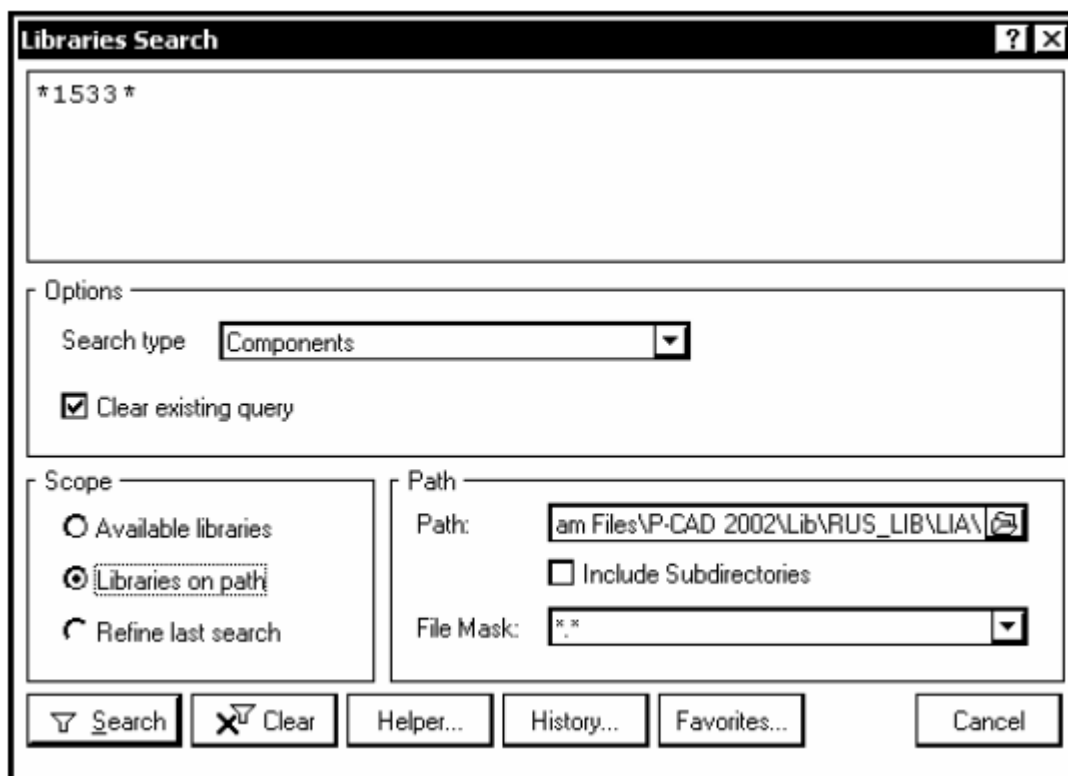 Libraries Search
*1533*
Options
Search type Components
Clear existing query
Scope
Available libraries
Libraries on path
Refine last search
Path
Path: am Files\P-CAD 2002\Lib\RUS_LIB\LIA\
Include Subdirectories
File Mask: *.*
Search Clear Helper... History... Favorites... Cancel